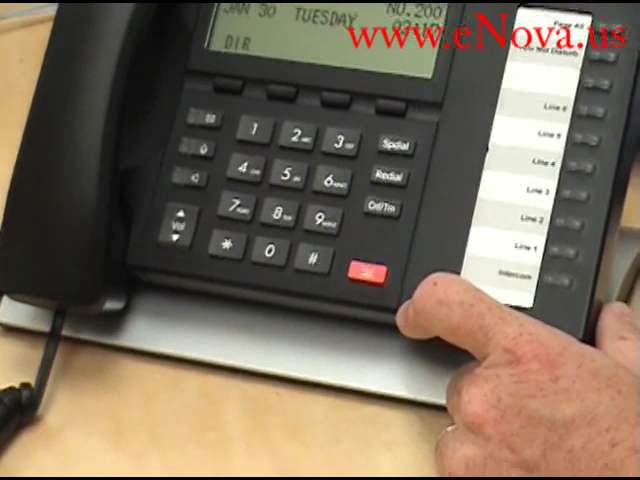 JAN 30 TUESDAY NO.200
DIR
www.eNova.us
Page All
Do Not Disturb
Line 6
Line 5
Line 4
Line 3
Line 2
Line 1
Intercom
1 2 3 Spdial
4 5 6 Redial
7 8 9 Cnf/Trn
* 0 #
Vol